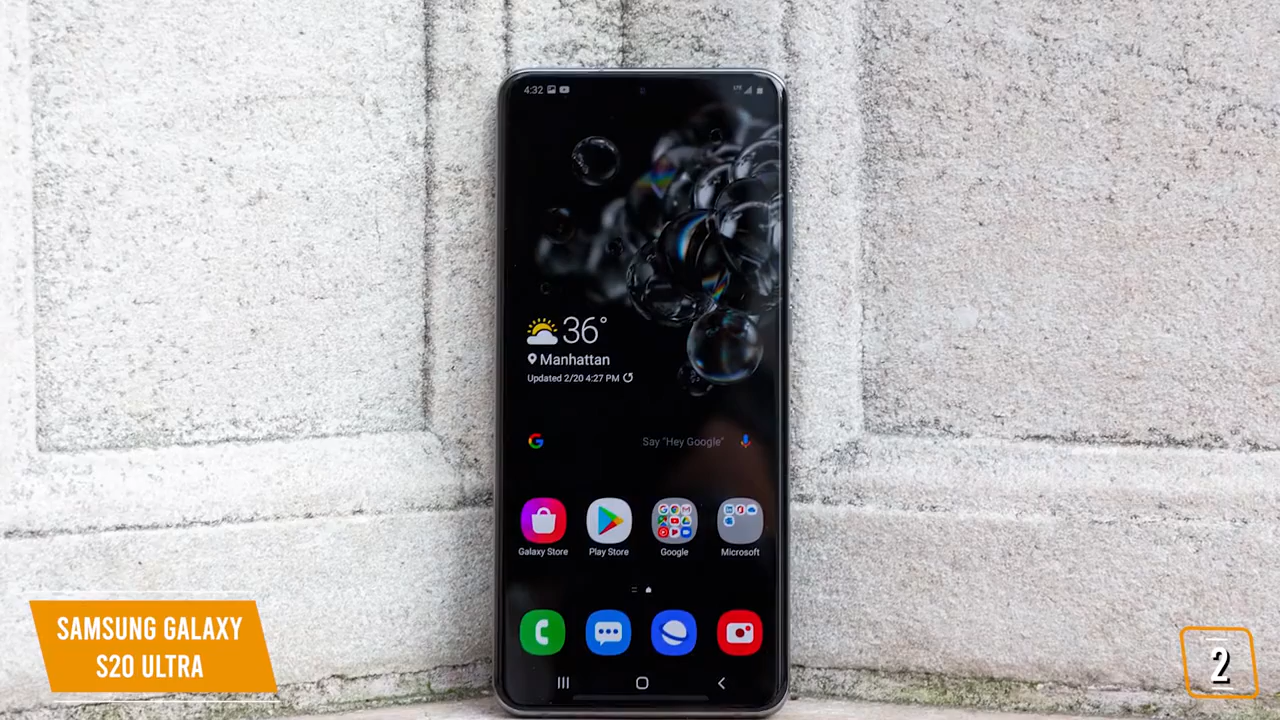 4:32
LTE
36°
Manhattan
Updated 2/20 4:27 PM
Say "Hey Google"
Galaxy Store
Play Store
Google
Microsoft
SAMSUNG GALAXY
S20 ULTRA
2